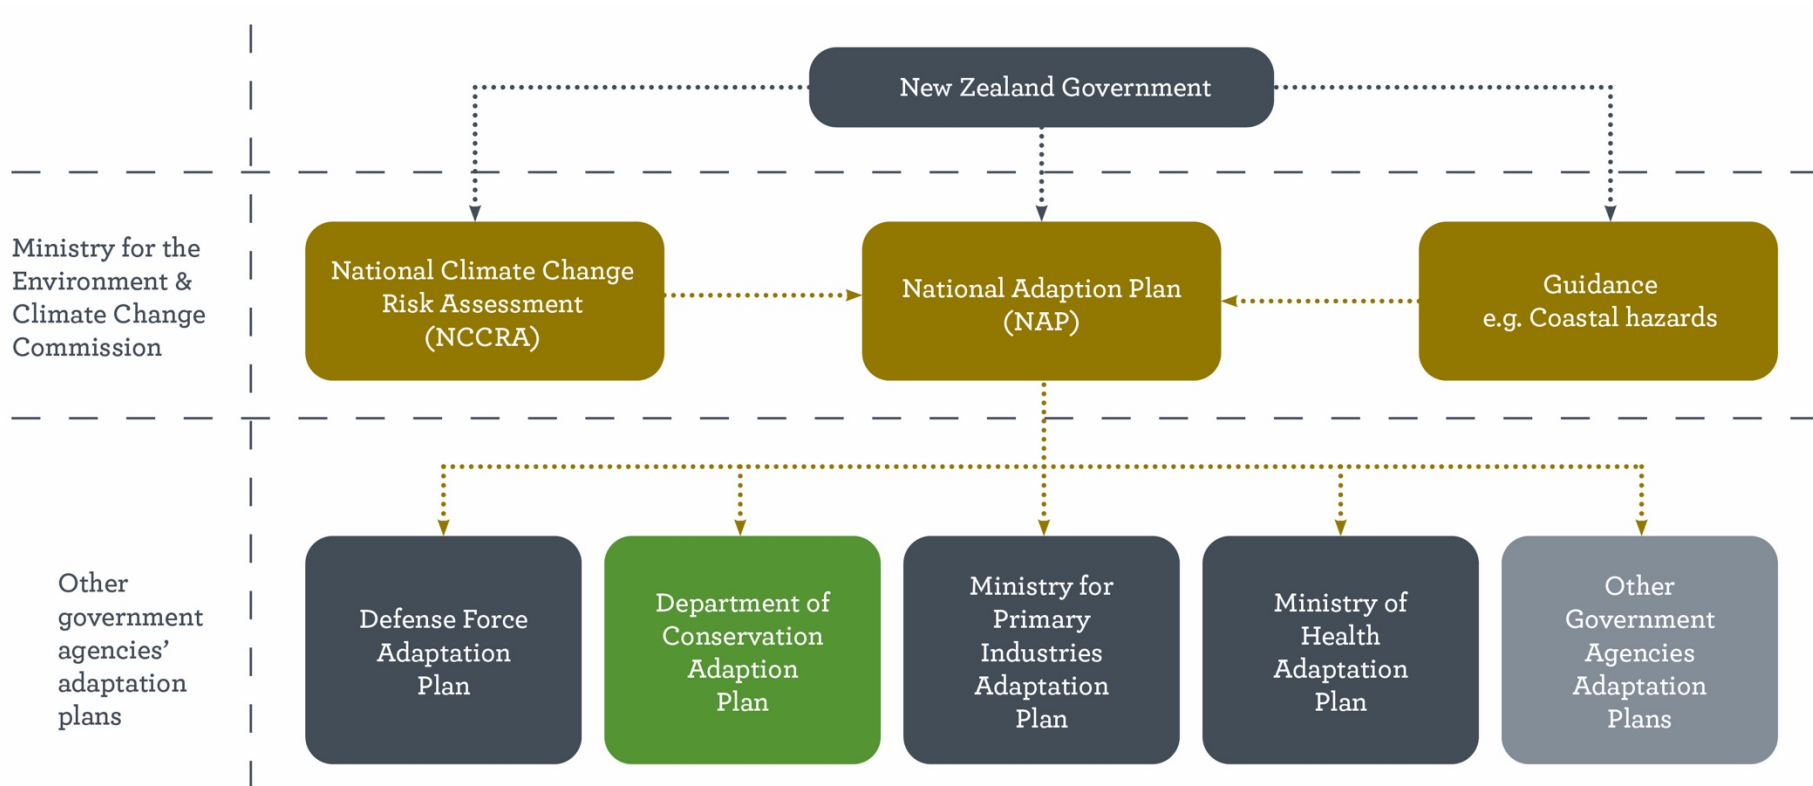 New Zealand Government
Ministry for the
Environment &
Climate Change
Commission
National Climate Change
Risk Assessment
(NCCRA)
National Adaption Plan
(NAP)
Guidance
e.g. Coastal hazards
Other
government
agencies’
adaptation
plans
Defense Force
Adaptation
Plan
Department of
Conservation
Adaption
Plan
Ministry for
Primary
Industries
Adaptation
Plan
Ministry of
Health
Adaptation
Plan
Other
Government
Agencies
Adaptation
Plans